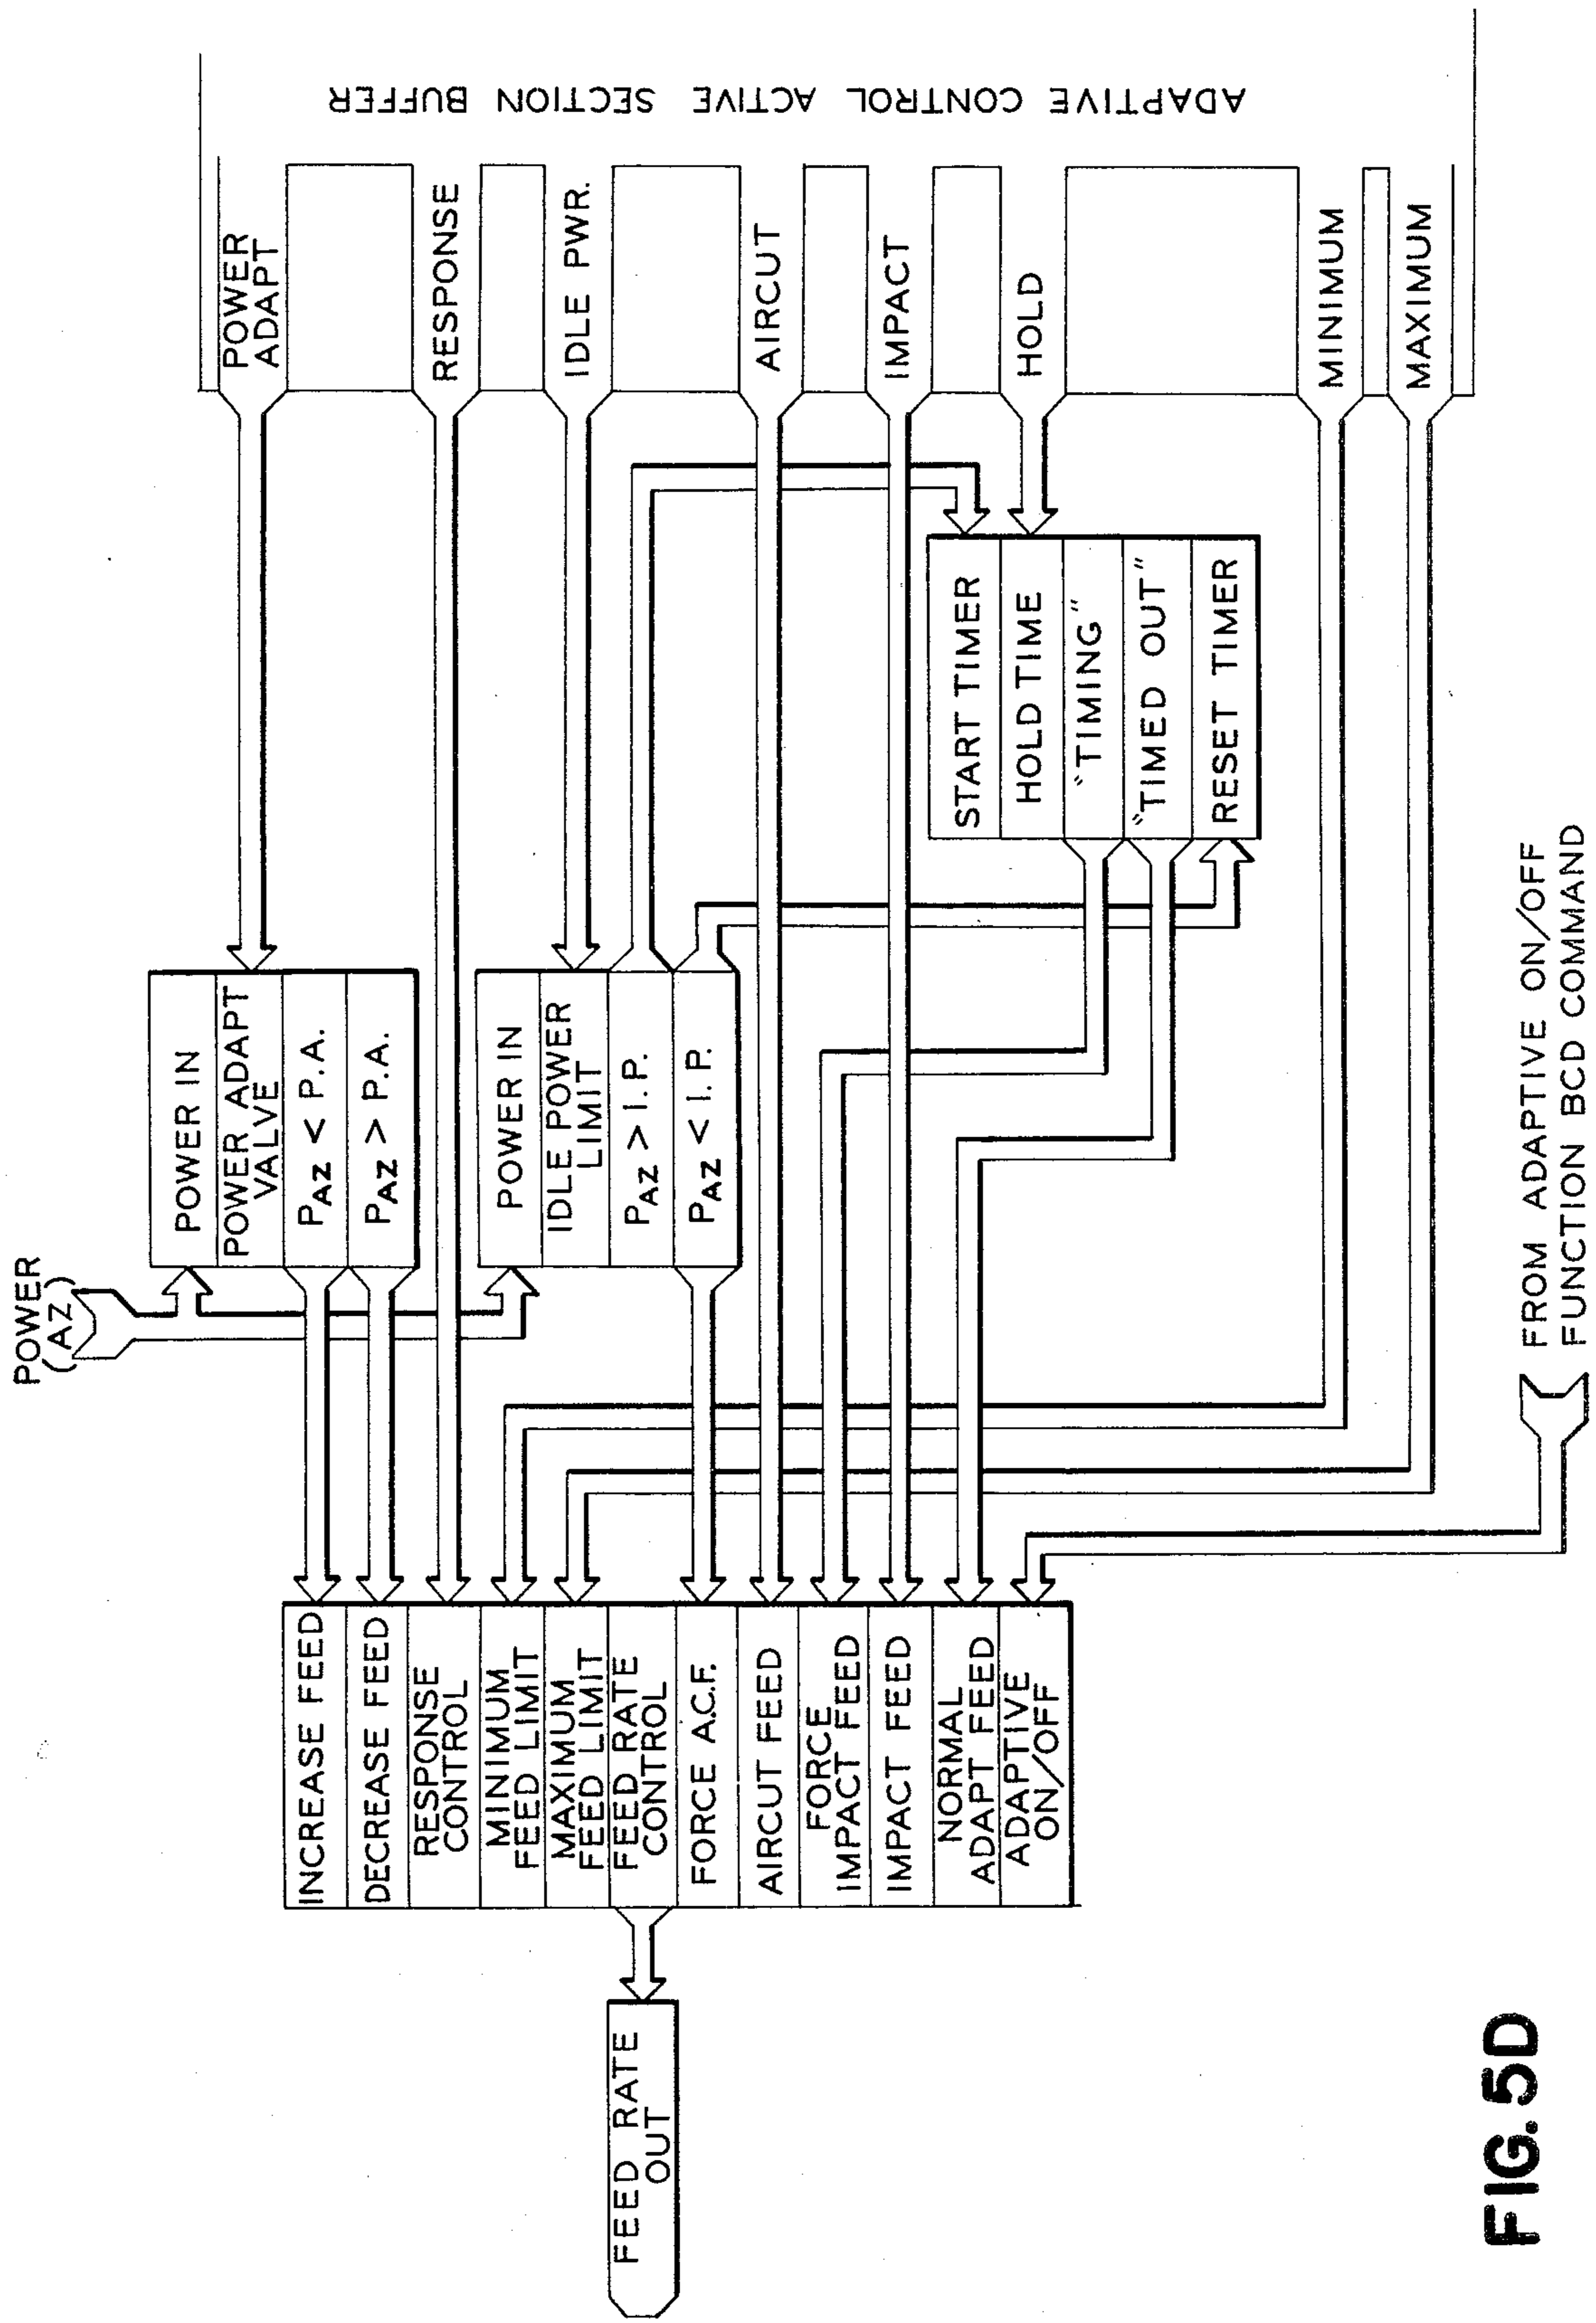 POWER
(AZ)
FEED RATE
OUT
INCREASE FEED
DECREASE FEED
RESPONSE
CONTROL
MINIMUM
FEED LIMIT
MAXIMUM
FEED LIMIT
FEED RATE
CONTROL
FORCE A.C.F.
AIRCUT FEED
FORCE
IMPACT FEED
IMPACT FEED
NORMAL
ADAPT FEED
ADAPTIVE
ON/OFF
POWER IN
POWER ADAPT
VALVE
PAZ < P.A.
PAZ > P.A.
POWER IN
IDLE POWER
LIMIT
PAZ > I.P.
PAZ < I.P.
START TIMER
HOLD TIME
"TIMING"
"TIMED OUT"
RESET TIMER
POWER
ADAPT
RESPONSE
IDLE PWR.
AIRCUT
IMPACT
HOLD
MINIMUM
MAXIMUM
ADAPTIVE CONTROL ACTIVE SECTION BUFFER
FROM ADAPTIVE ON/OFF
FUNCTION BCD COMMAND
FIG. 5D